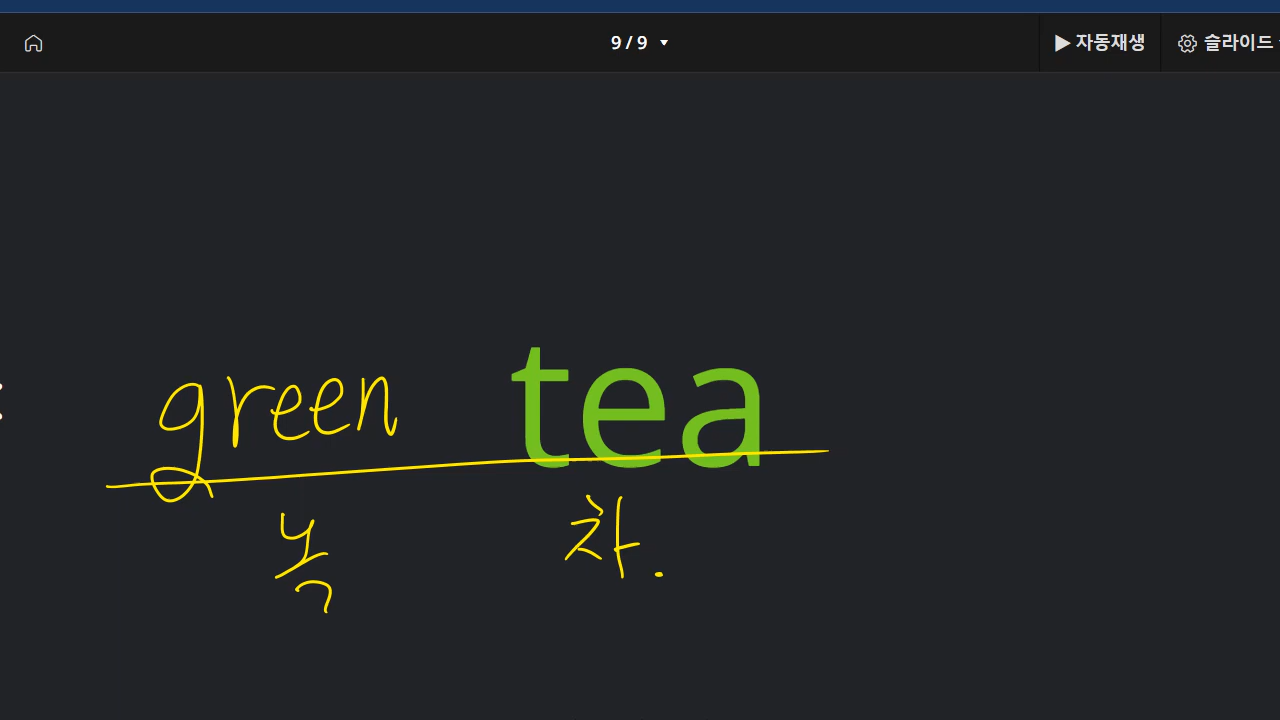 9 / 9
자동재생
슬라이드
green tea
녹 차.